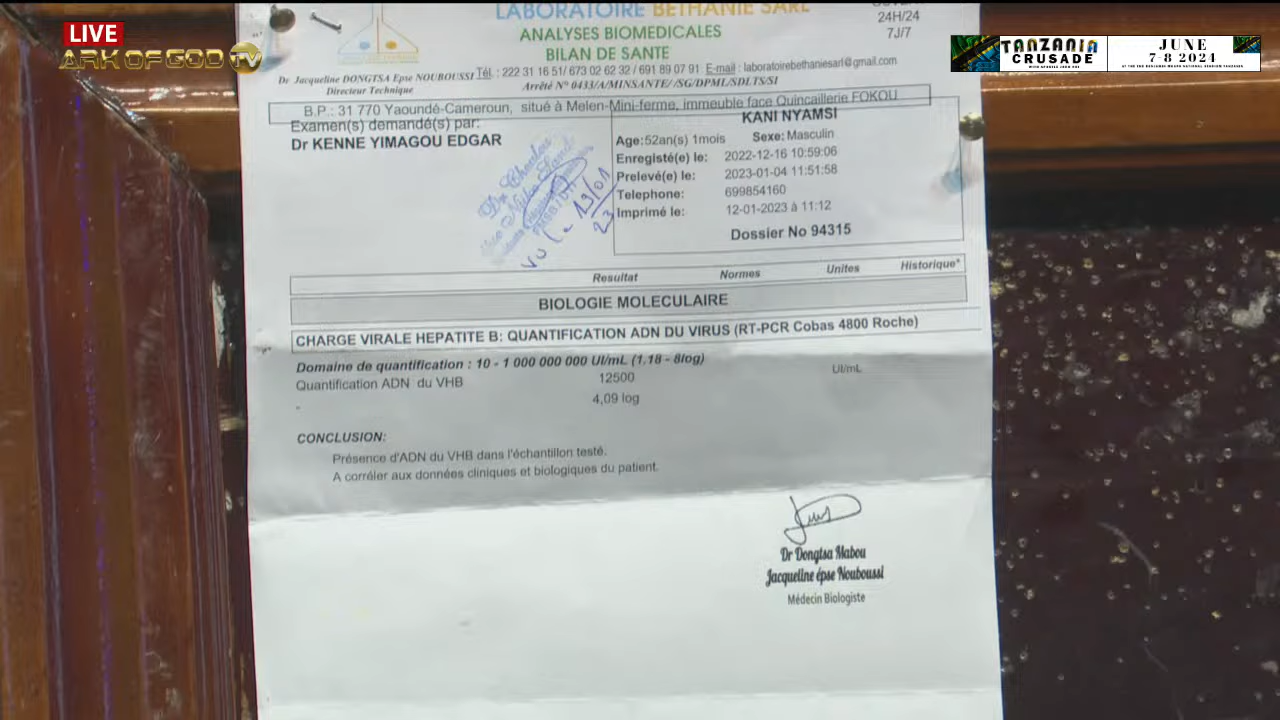 LIVE
ARK OF GOD TV
TANZANIA
CRUSADE
JUNE
7-8 2024
LABORATOIRE BETHANIE SARL
ANALYSES BIOMEDICALES
BILAN DE SANTE
24H/24
7J/7
Dr Jacqueline DONGTSA Epse NOUBOUSSI
Directeur Technique
Tél : 222 31 16 51/ 673 02 62 32 / 691 89 07 91 E-mail : laboratoirebethaniesarl@gmail.com
Arrêté N° 0433/A/MINSANTE/ /SG/DPML/SDLTS/SI
B.P.: 31 770 Yaoundé-Cameroun, situé à Melen-Mini-ferme, immeuble face Quincaillerie FOKOU
Examen(s) demandé(s) par:
Dr KENNE YIMAGOU EDGAR
KANI NYAMSI
Age: 52an(s) 1mois Sexe: Masculin
Enregisté(e) le: 2022-12-16 10:59:06
Prelevé(e) le: 2023-01-04 11:51:58
Telephone: 699854160
Imprimé le: 12-01-2023 à 11:12
Dossier No 94315
Dr Charles
vu le 13/01
23
Resultat Normes Unites Historique*
BIOLOGIE MOLECULAIRE
CHARGE VIRALE HEPATITE B: QUANTIFICATION ADN DU VIRUS (RT-PCR Cobas 4800 Roche)
Domaine de quantification : 10 - 1 000 000 000 UI/mL (1,18 - 8log)
Quantification ADN du VHB 12500 UI/mL
4,09 log
CONCLUSION:
Présence d'ADN du VHB dans l'échantillon testé.
A corréler aux données cliniques et biologiques du patient.
Dr Dongtsa Mabou
Jacqueline épse Nouboussi
Médecin Biologiste